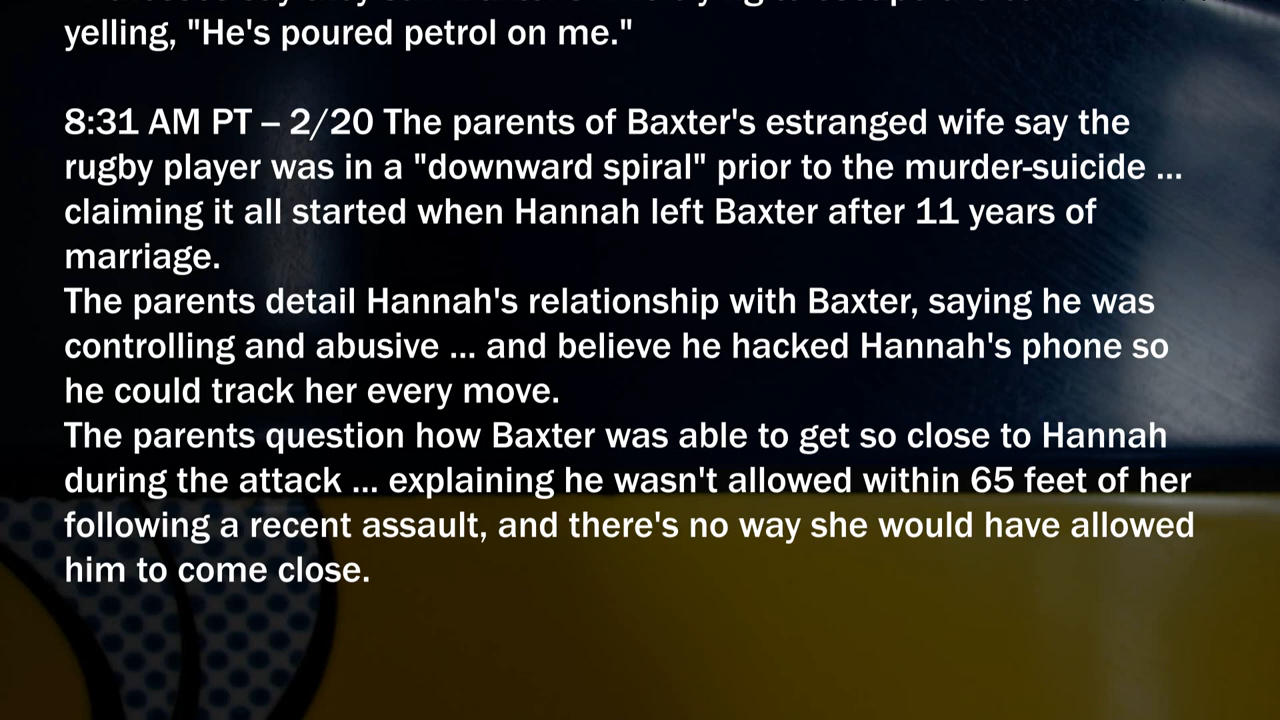 yelling, "He's poured petrol on me."
8:31 AM PT – 2/20 The parents of Baxter's estranged wife say the
rugby player was in a "downward spiral" prior to the murder-suicide ...
claiming it all started when Hannah left Baxter after 11 years of
marriage.
The parents detail Hannah's relationship with Baxter, saying he was
controlling and abusive ... and believe he hacked Hannah's phone so
he could track her every move.
The parents question how Baxter was able to get so close to Hannah
during the attack ... explaining he wasn't allowed within 65 feet of her
following a recent assault, and there's no way she would have allowed
him to come close.